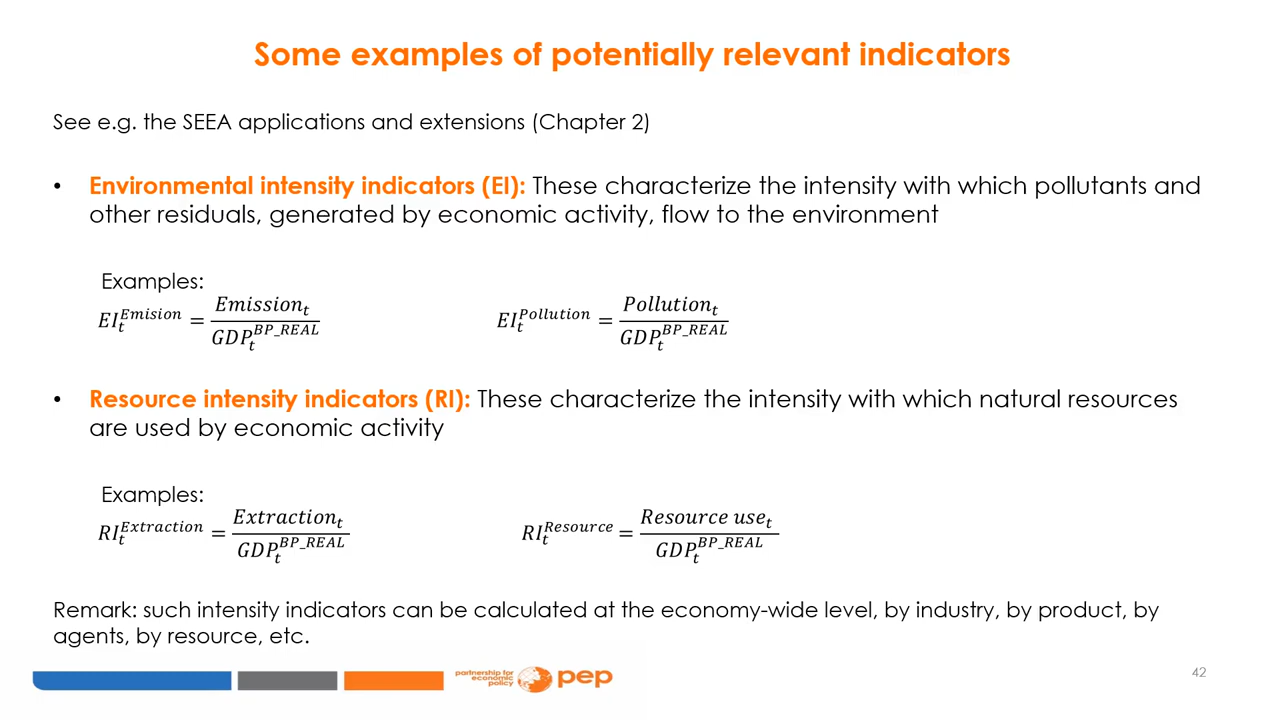 Some examples of potentially relevant indicators
See e.g. the SEEA applications and extensions (Chapter 2)
• Environmental intensity indicators (EI): These characterize the intensity with which pollutants and
other residuals, generated by economic activity, flow to the environment
Examples:
EI_t^{Emision} = Emission_t / GDP_t^{BP_REAL}
EI_t^{Pollution} = Pollution_t / GDP_t^{BP_REAL}
• Resource intensity indicators (RI): These characterize the intensity with which natural resources
are used by economic activity
Examples:
RI_t^{Extraction} = Extraction_t / GDP_t^{BP_REAL}
RI_t^{Resource} = Resource use_t / GDP_t^{BP_REAL}
Remark: such intensity indicators can be calculated at the economy-wide level, by industry, by product, by
agents, by resource, etc.
partnership for
economic
policy
pep
42